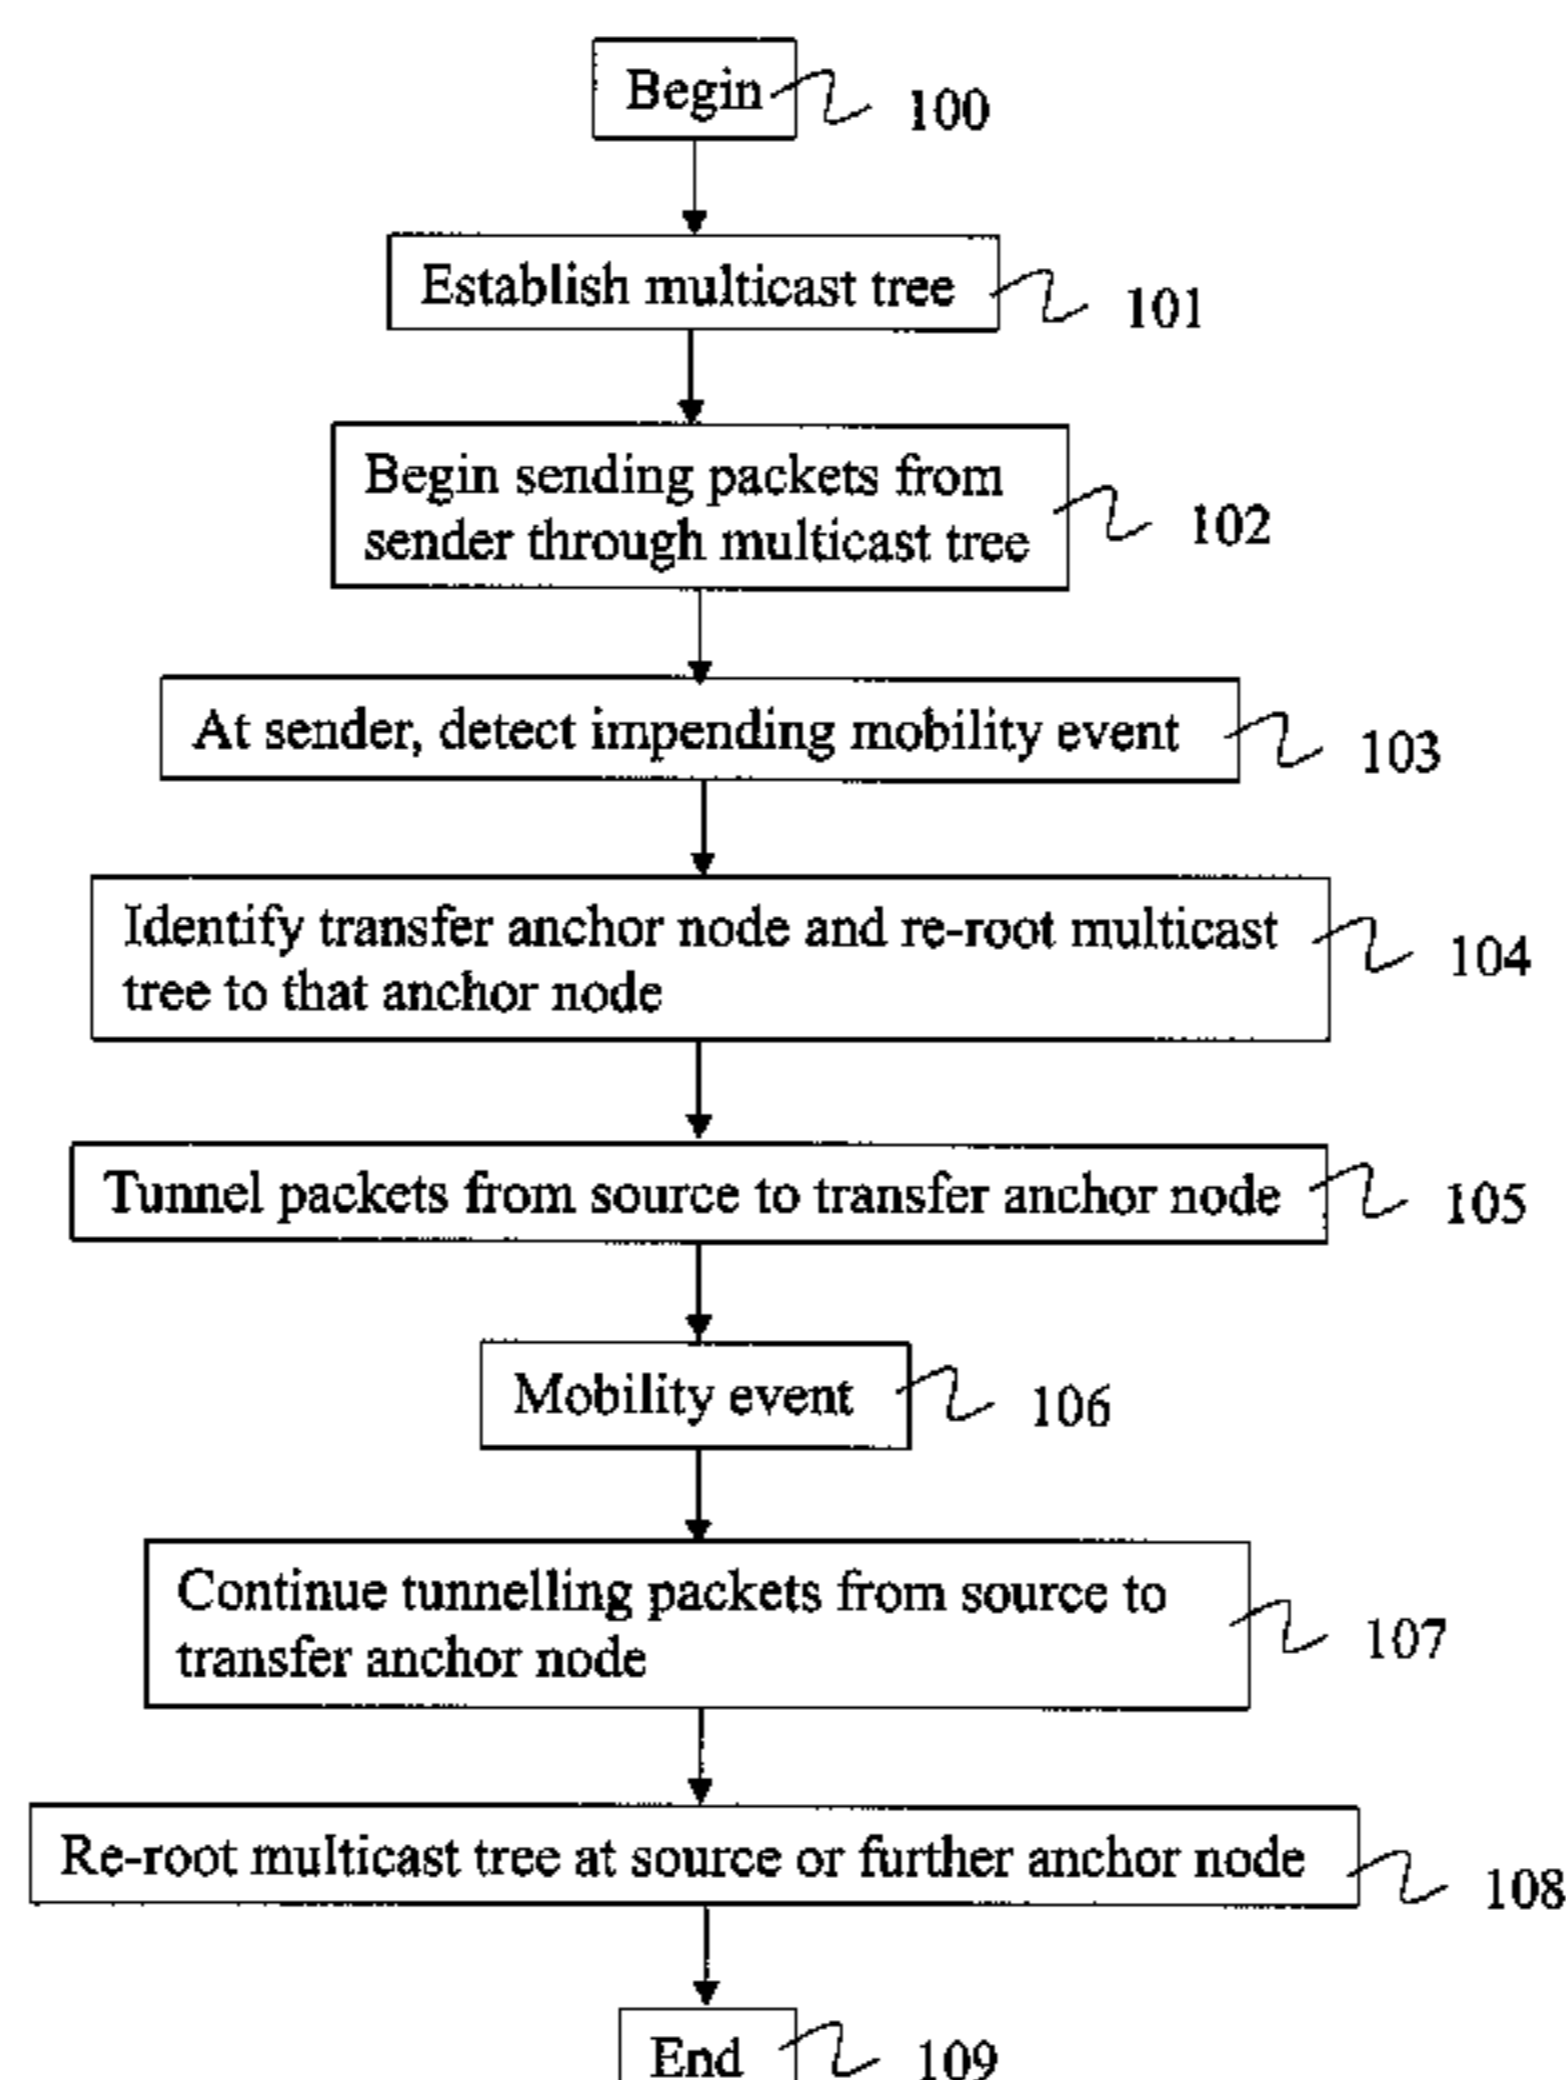 Begin
100
Establish multicast tree
101
Begin sending packets from
sender through multicast tree
102
At sender, detect impending mobility event
103
Identify transfer anchor node and re-root multicast
tree to that anchor node
104
Tunnel packets from source to transfer anchor node
105
Mobility event
106
Continue tunnelling packets from source to
transfer anchor node
107
Re-root multicast tree at source or further anchor node
108
End
109